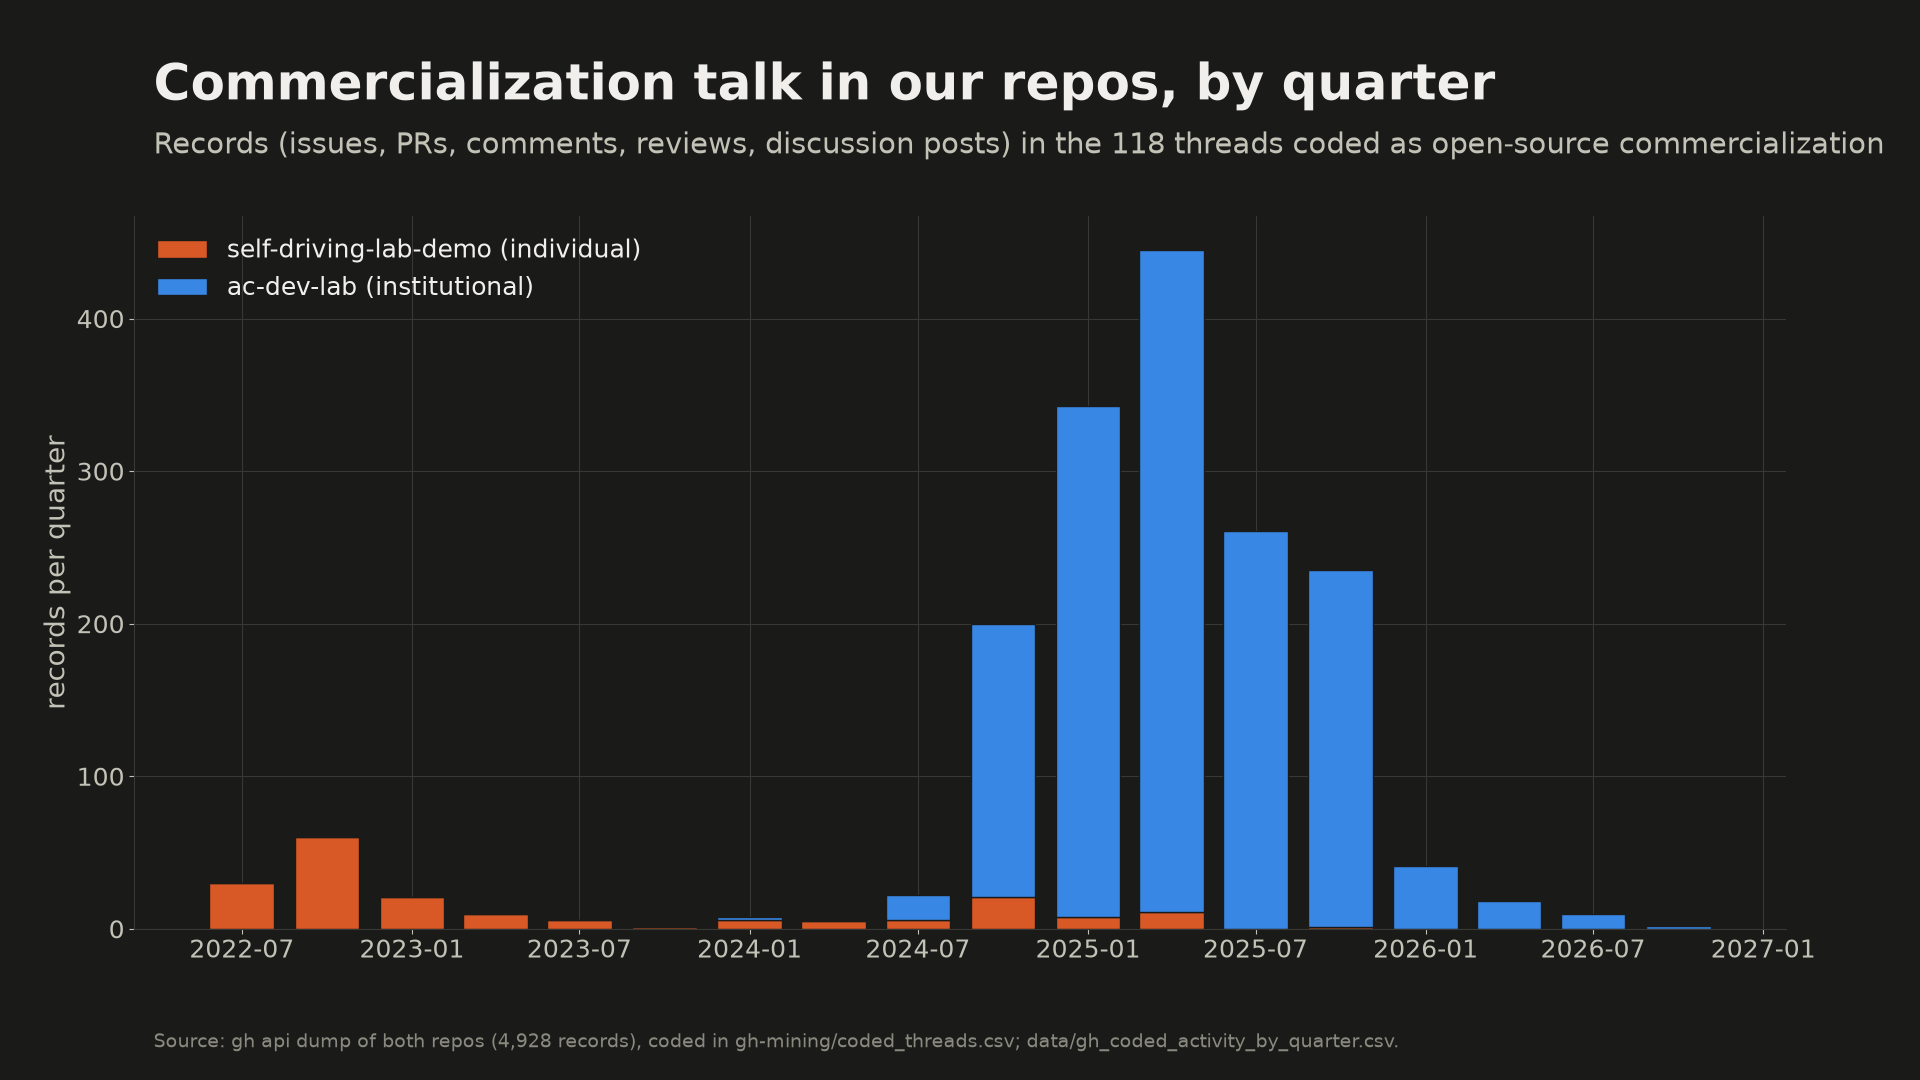 Commercialization talk in our repos, by quarter
Records (issues, PRs, comments, reviews, discussion posts) in the 118 threads coded as open-source commercialization
self-driving-lab-demo (individual)
ac-dev-lab (institutional)
records per quarter
400
300
200
100
0
2022-07 2023-01 2023-07 2024-01 2024-07 2025-01 2025-07 2026-01 2026-07 2027-01
Source: gh api dump of both repos (4,928 records), coded in gh-mining/coded_threads.csv; data/gh_coded_activity_by_quarter.csv.